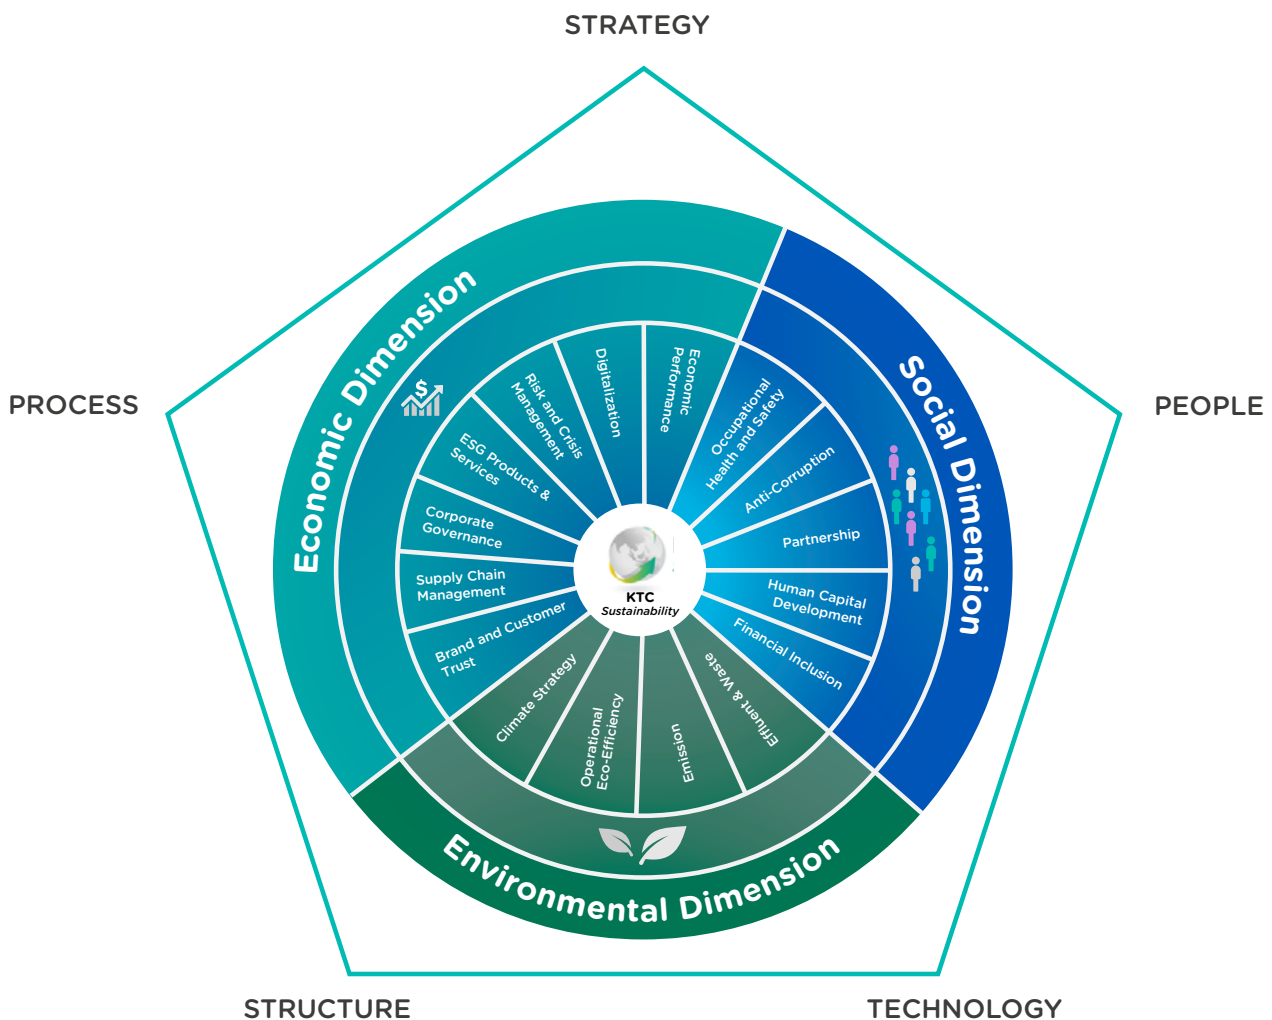 STRATEGY
PROCESS
PEOPLE
STRUCTURE
TECHNOLOGY
Economic Dimension
Social Dimension
Environmental Dimension
$
Economic
Performance
Digitalization
Risk and Crisis
Management
ESG Products &
Services
Corporate
Governance
Supply Chain
Management
Brand and Customer
Trust
Occupational
Health and Safety
Anti-Corruption
Partnership
Human Capital
Development
Financial Inclusion
Effluent & Waste
Emission
Operational
Eco-Efficiency
Climate Strategy
KTC
Sustainability